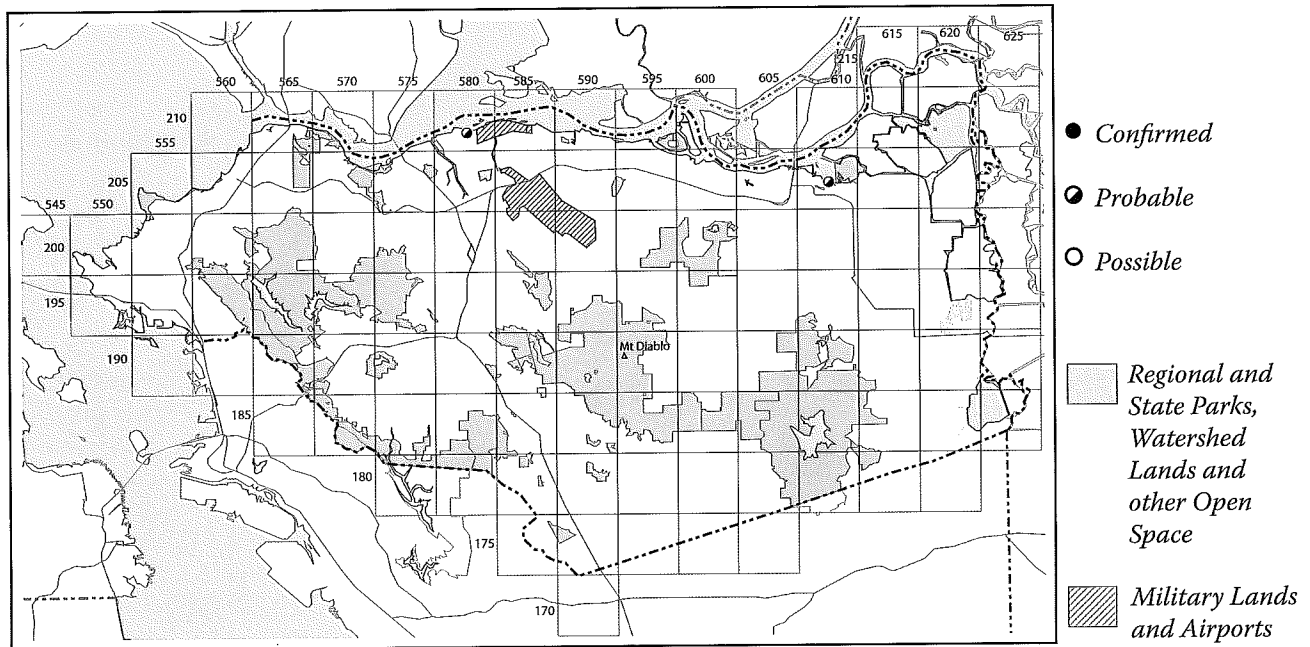 615
620
625
215
560
565
570
575
580
585
590
595
600
605
610
210
555
205
545
550
200
195
190
Mt Diablo
185
180
175
170
Confirmed
Probable
Possible
Regional and
State Parks,
Watershed
Lands and
other Open
Space
Military Lands
and Airports